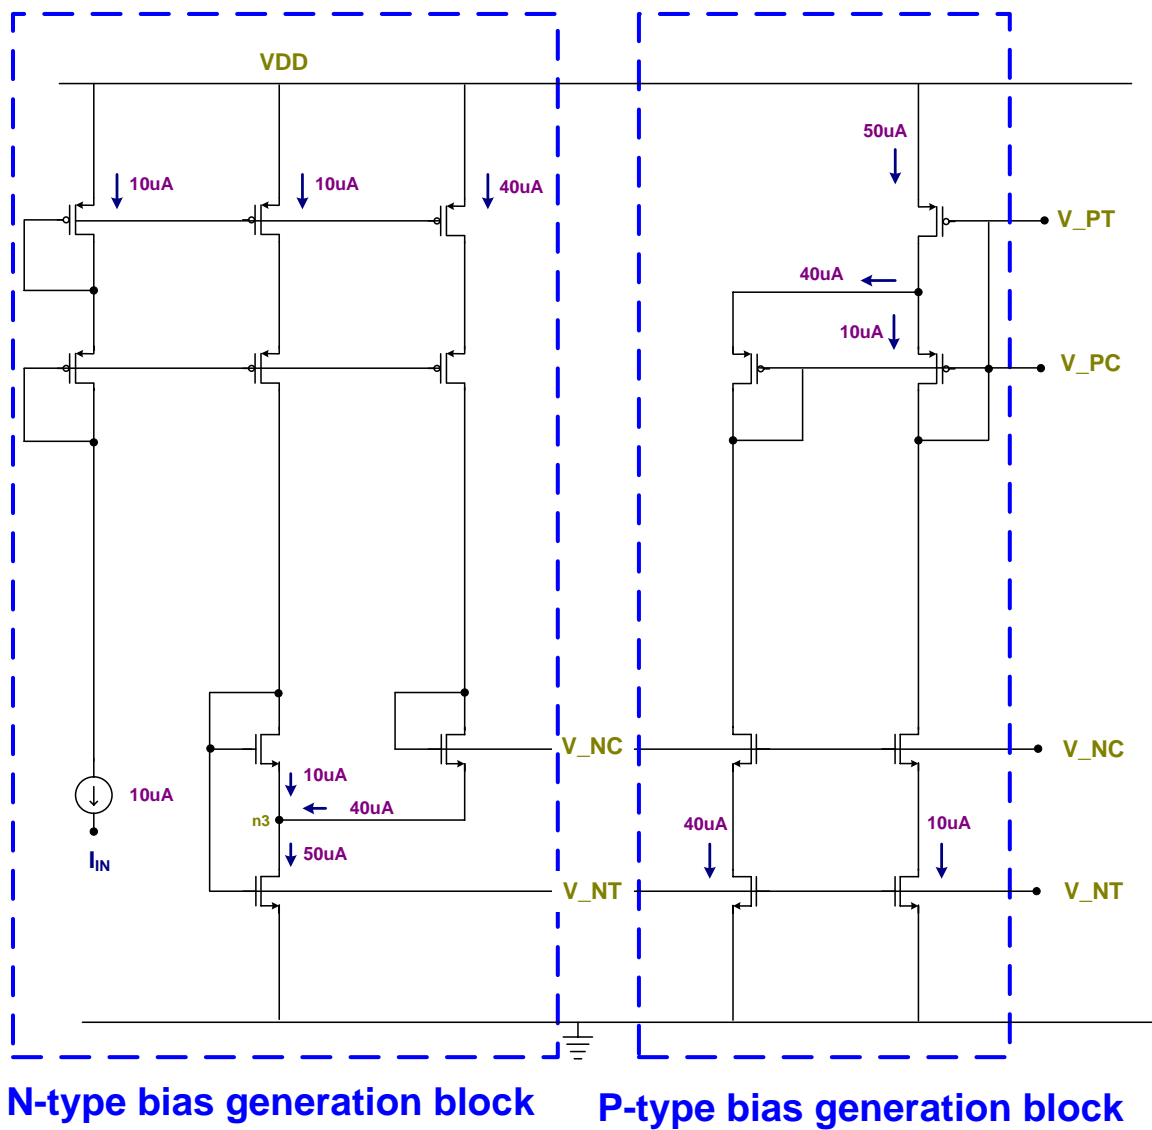 VDD
50uA
10uA
10uA
40uA
V_PT
40uA
10uA
V_PC
V_NC
V_NC
10uA
10uA
40uA
n3
40uA
10uA
I_IN
50uA
V_NT
V_NT
N-type bias generation block
P-type bias generation block